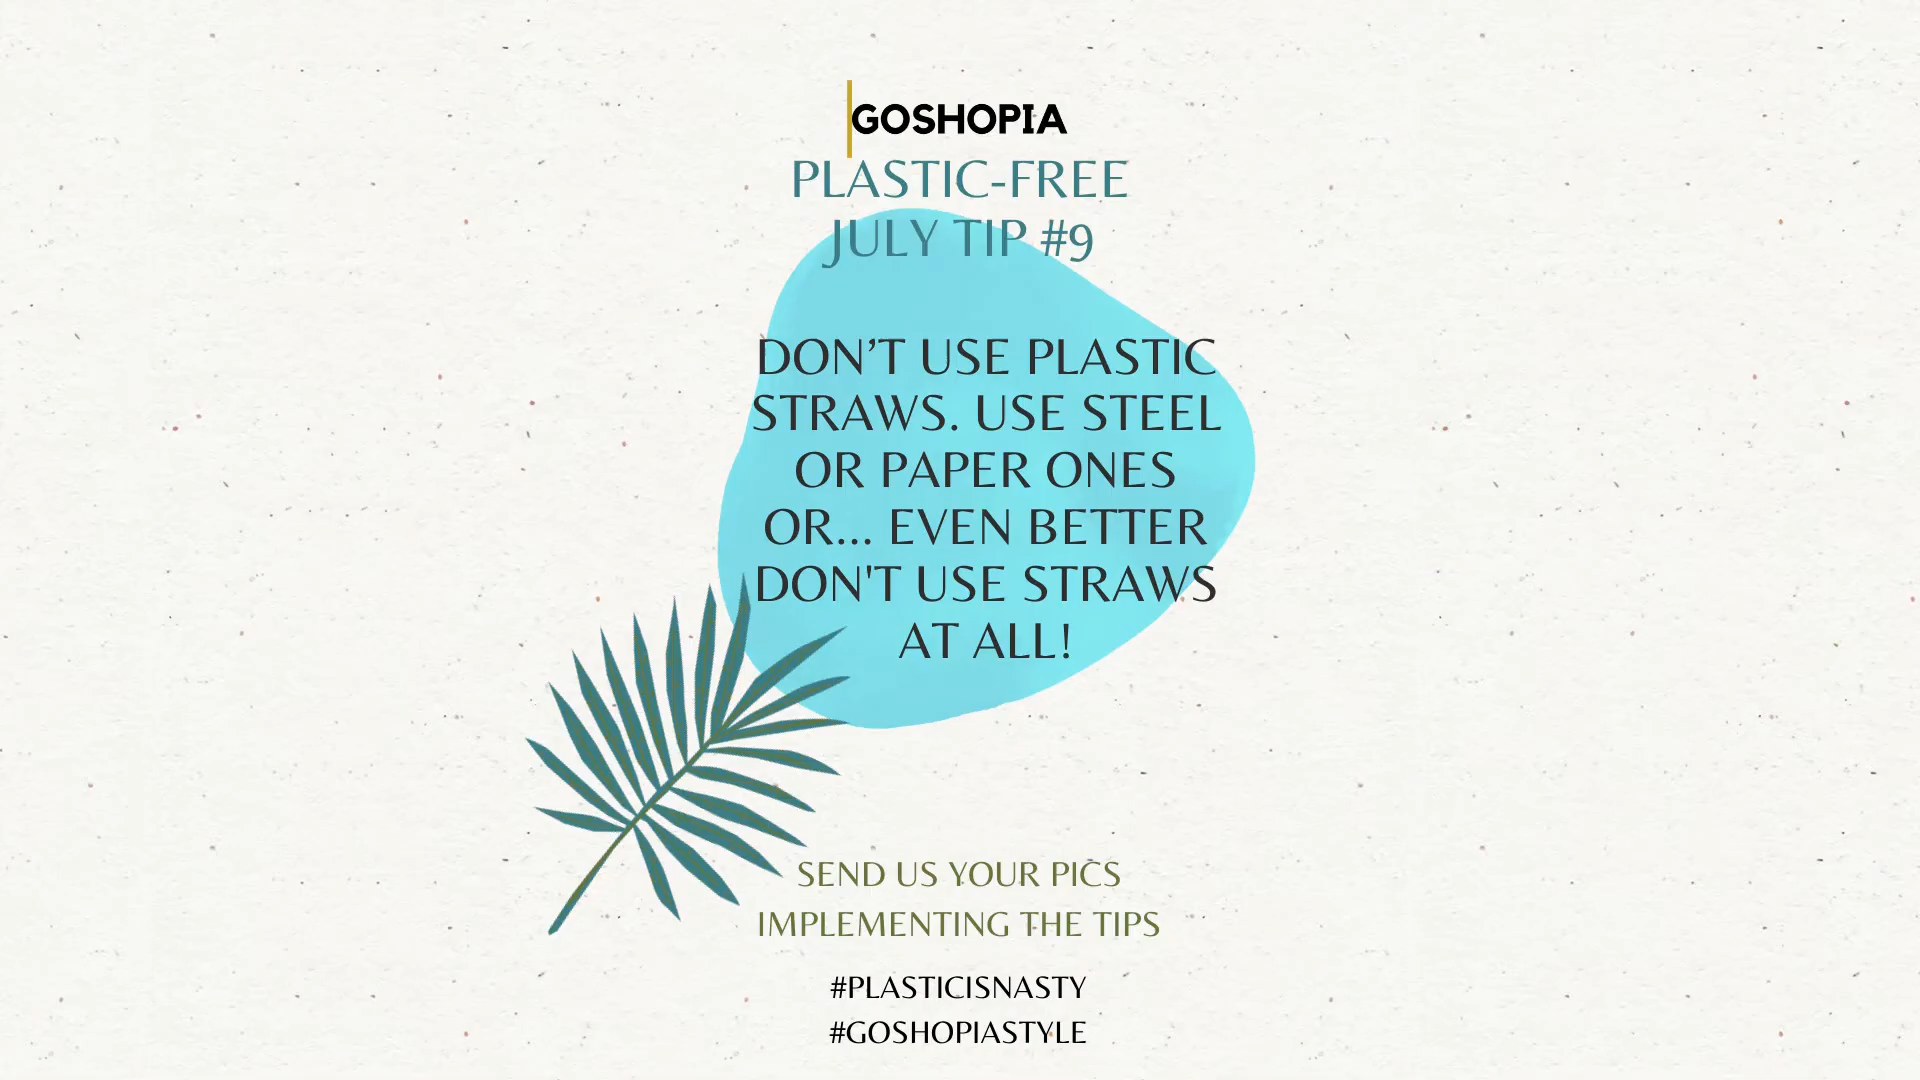 GOSHOPIA
PLASTIC-FREE
JULY TIP #9
DON’T USE PLASTIC
STRAWS. USE STEEL
OR PAPER ONES
OR... EVEN BETTER
DON'T USE STRAWS
AT ALL!
SEND US YOUR PICS
IMPLEMENTING THE TIPS
#PLASTICISNASTY
#GOSHOPIASTYLE